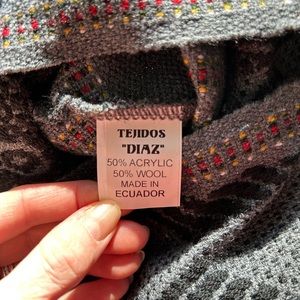 TEJIDOS
"DIAZ"
50% ACRYLIC
50% WOOL
MADE IN
ECUADOR